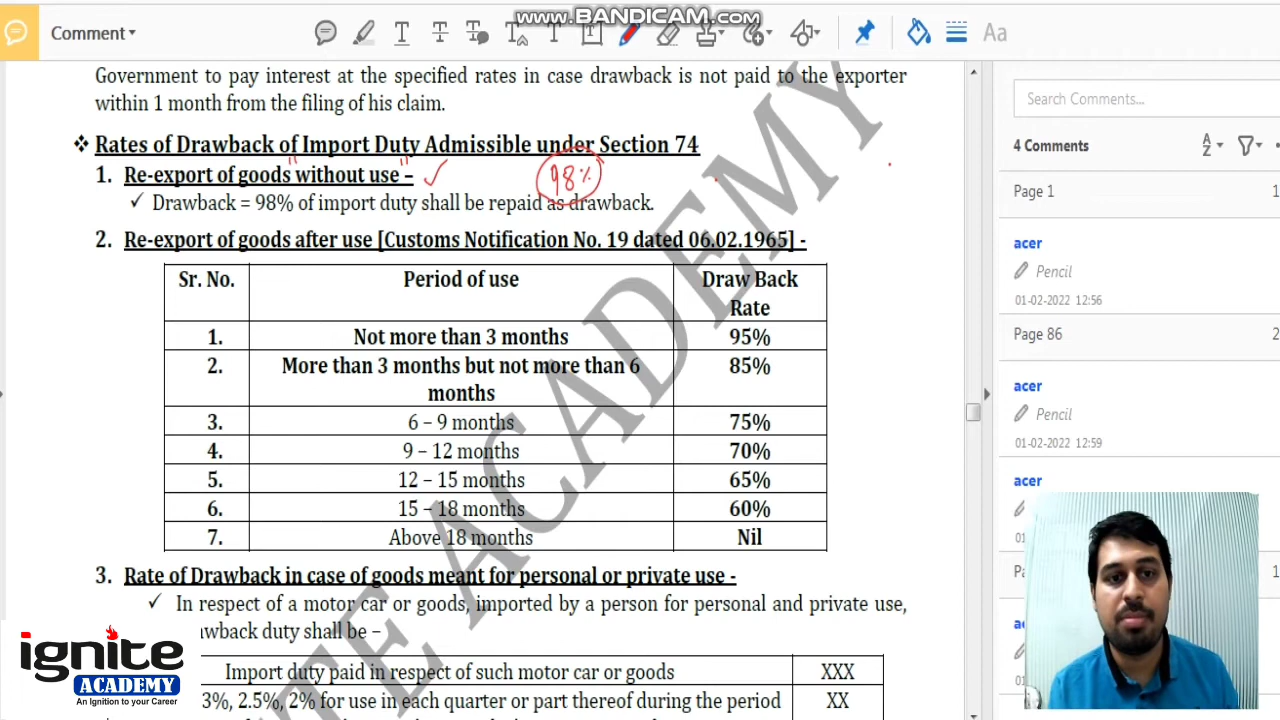 www.BANDICAM.com
Comment
Aa
Government to pay interest at the specified rates in case drawback is not paid to the exporter
within 1 month from the filing of his claim.
❖ Rates of Drawback of Import Duty Admissible under Section 74
1. Re-export of goods "without use" –
98%
✓ Drawback = 98% of import duty shall be repaid as drawback.
2. Re-export of goods after use [Customs Notification No. 19 dated 06.02.1965] -
Sr. No. Period of use Draw Back
Rate
1. Not more than 3 months 95%
2. More than 3 months but not more than 6 85%
months
3. 6 – 9 months 75%
4. 9 – 12 months 70%
5. 12 – 15 months 65%
6. 15 – 18 months 60%
7. Above 18 months Nil
3. Rate of Drawback in case of goods meant for personal or private use -
✓ In respect of a motor car or goods, imported by a person for personal and private use,
awback duty shall be –
Import duty paid in respect of such motor car or goods XXX
3%, 2.5%, 2% for use in each quarter or part thereof during the period XX
TE ACADEMY
Search Comments...
4 Comments
Page 1 1
acer
Pencil
01-02-2022 12:56
Page 86 2
acer
Pencil
01-02-2022 12:59
acer
ignite
ACADEMY
An Ignition to your Career